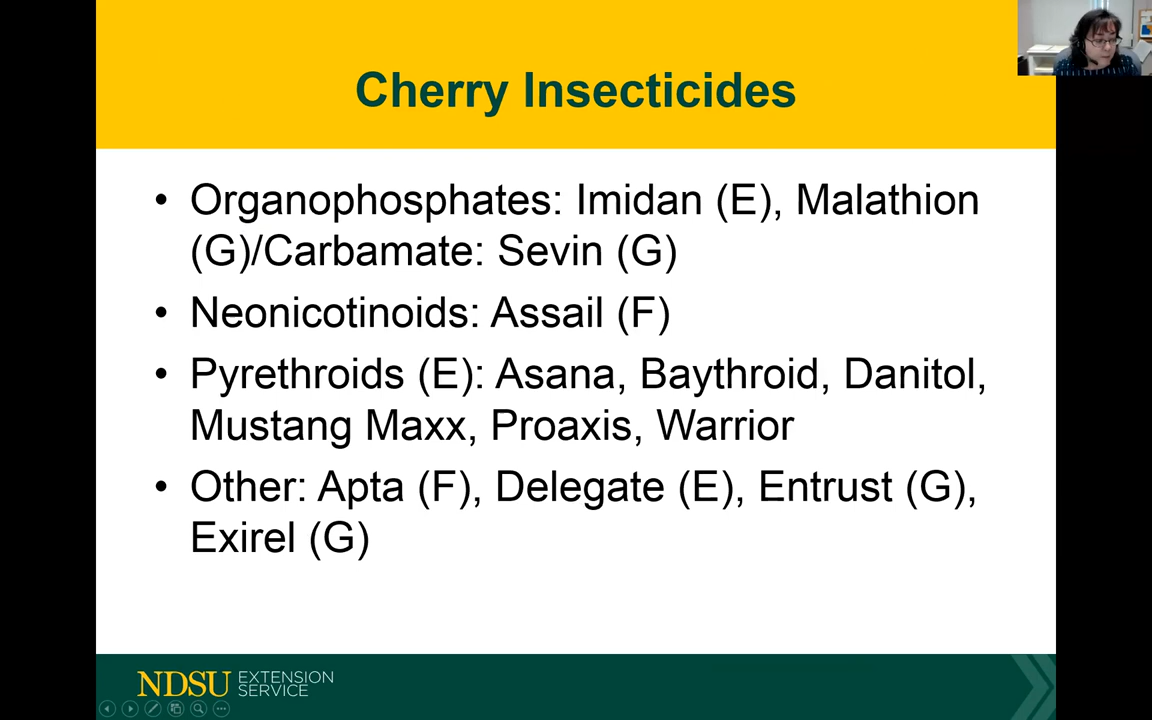 Cherry Insecticides
• Organophosphates: Imidan (E), Malathion
(G)/Carbamate: Sevin (G)
• Neonicotinoids: Assail (F)
• Pyrethroids (E): Asana, Baythroid, Danitol,
Mustang Maxx, Proaxis, Warrior
• Other: Apta (F), Delegate (E), Entrust (G),
Exirel (G)
NDSU EXTENSION
SERVICE